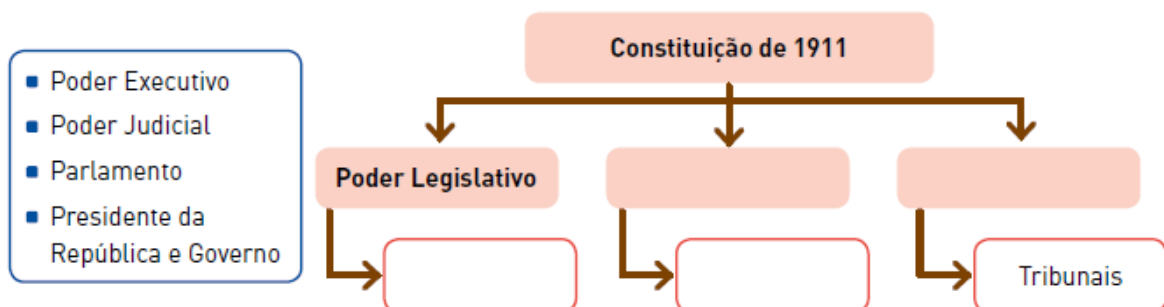 Constituição de 1911
▪ Poder Executivo
▪ Poder Judicial
▪ Parlamento
▪ Presidente da
República e Governo
Poder Legislativo
Tribunais